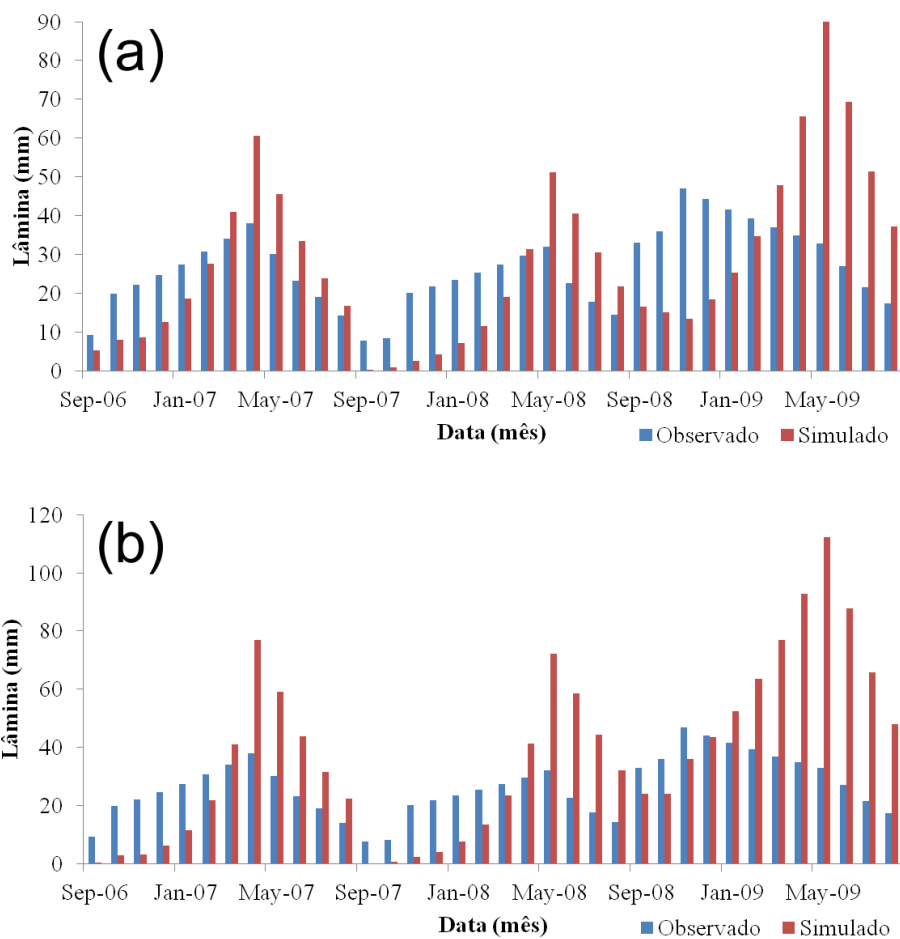 (a)
90
80
70
60
50
40
30
20
10
0
Lâmina (mm)
Sep-06 Jan-07 May-07 Sep-07 Jan-08 May-08 Sep-08 Jan-09 May-09
Data (mês)
Observado Simulado
(b)
120
100
80
60
40
20
0
Lâmina (mm)
Sep-06 Jan-07 May-07 Sep-07 Jan-08 May-08 Sep-08 Jan-09 May-09
Data (mês)
Observado Simulado